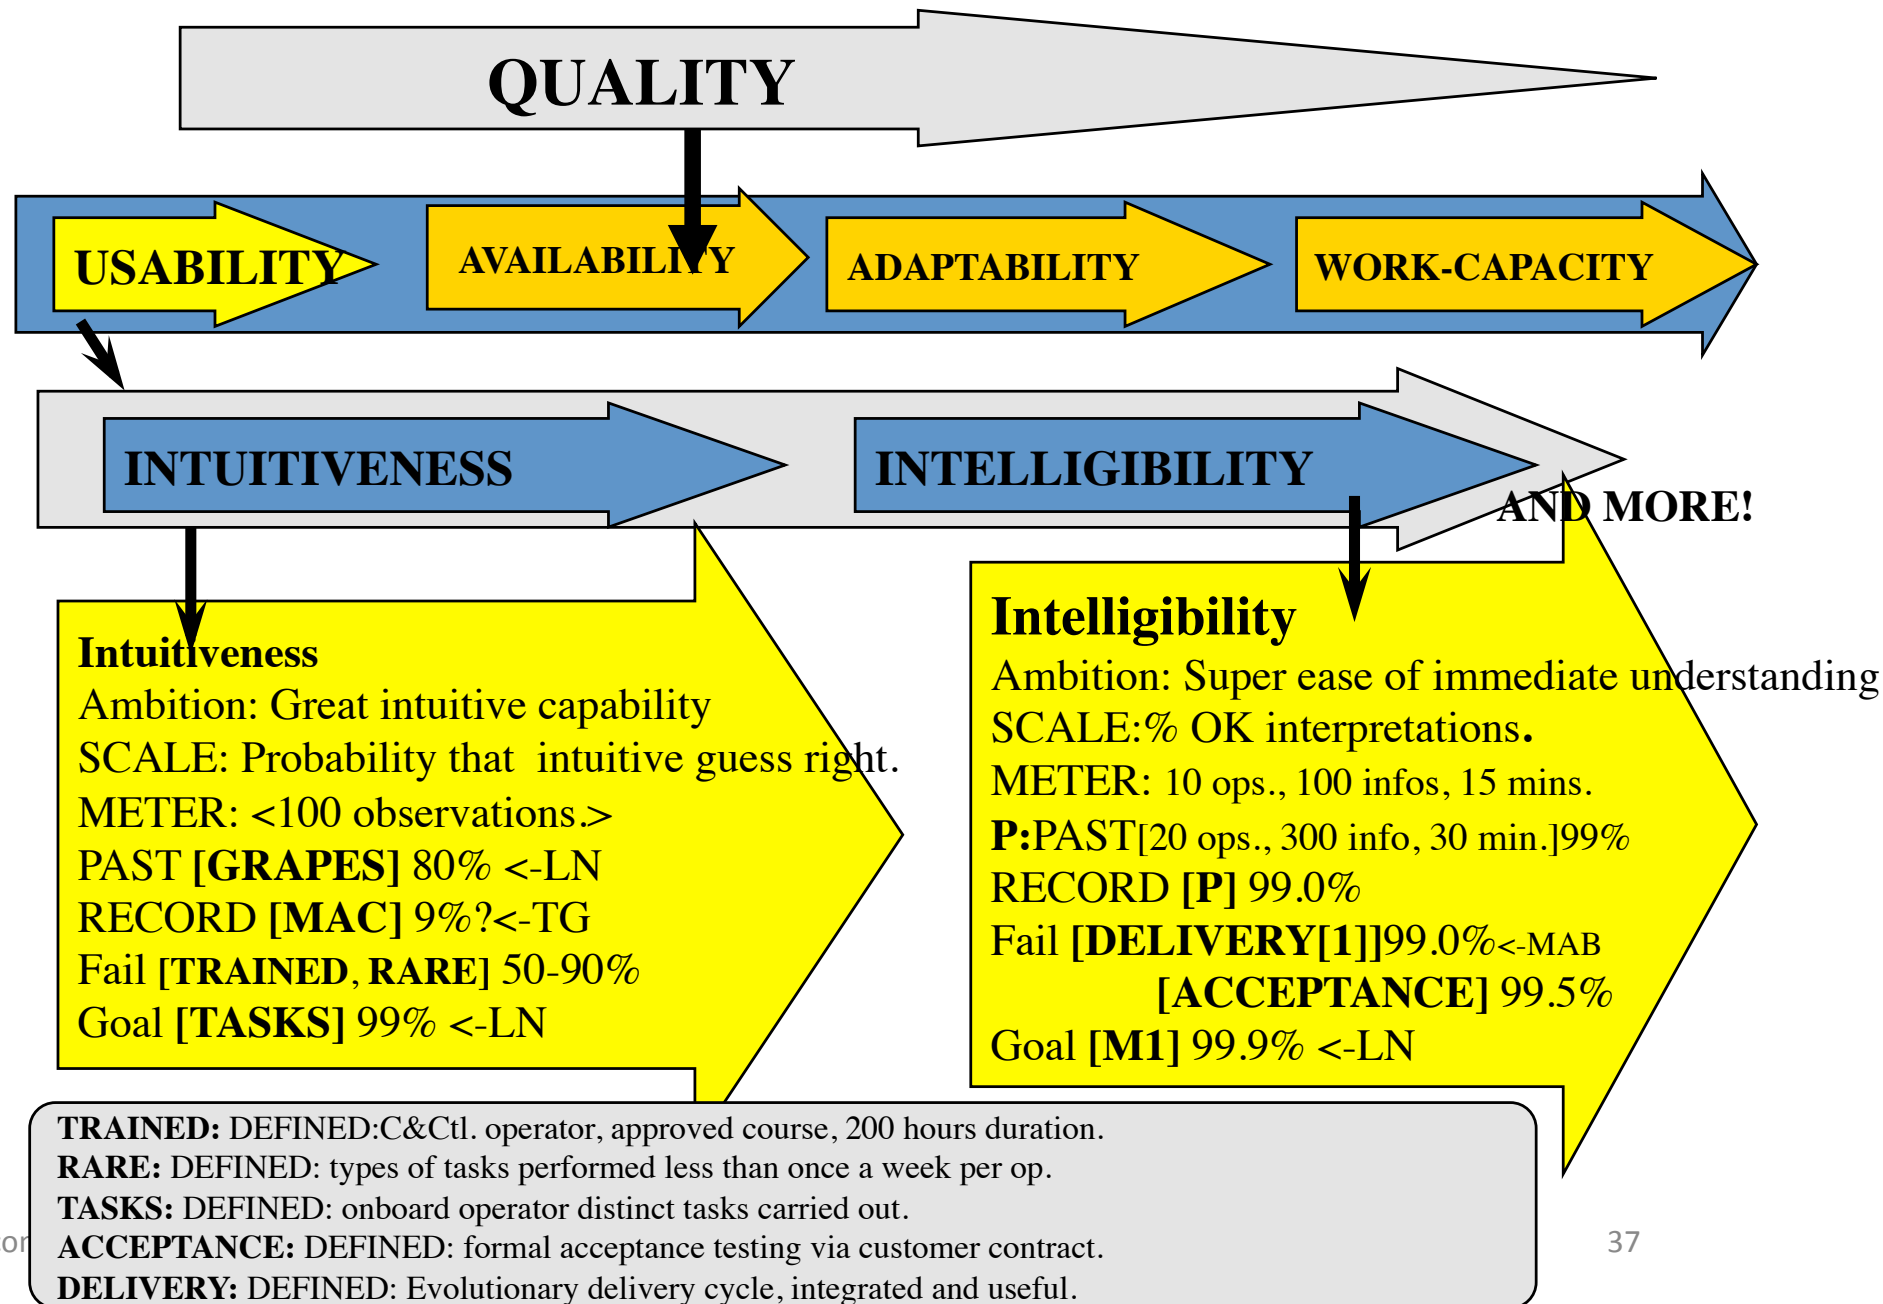 QUALITY
USABILITY
AVAILABILITY
ADAPTABILITY
WORK-CAPACITY
INTUITIVENESS
INTELLIGIBILITY
AND MORE!
Intuitiveness
Ambition: Great intuitive capability
SCALE: Probability that intuitive guess right.
METER: <100 observations.>
PAST [GRAPES] 80% <-LN
RECORD [MAC] 9%?<-TG
Fail [TRAINED, RARE] 50-90%
Goal [TASKS] 99% <-LN
Intelligibility
Ambition: Super ease of immediate understanding
SCALE:% OK interpretations.
METER: 10 ops., 100 infos, 15 mins.
P:PAST[20 ops., 300 info, 30 min.]99%
RECORD [P] 99.0%
Fail [DELIVERY[1]]99.0%<-MAB
[ACCEPTANCE] 99.5%
Goal [M1] 99.9% <-LN
TRAINED: DEFINED:C&Ctl. operator, approved course, 200 hours duration.
RARE: DEFINED: types of tasks performed less than once a week per op.
TASKS: DEFINED: onboard operator distinct tasks carried out.
ACCEPTANCE: DEFINED: formal acceptance testing via customer contract.
DELIVERY: DEFINED: Evolutionary delivery cycle, integrated and useful.
37